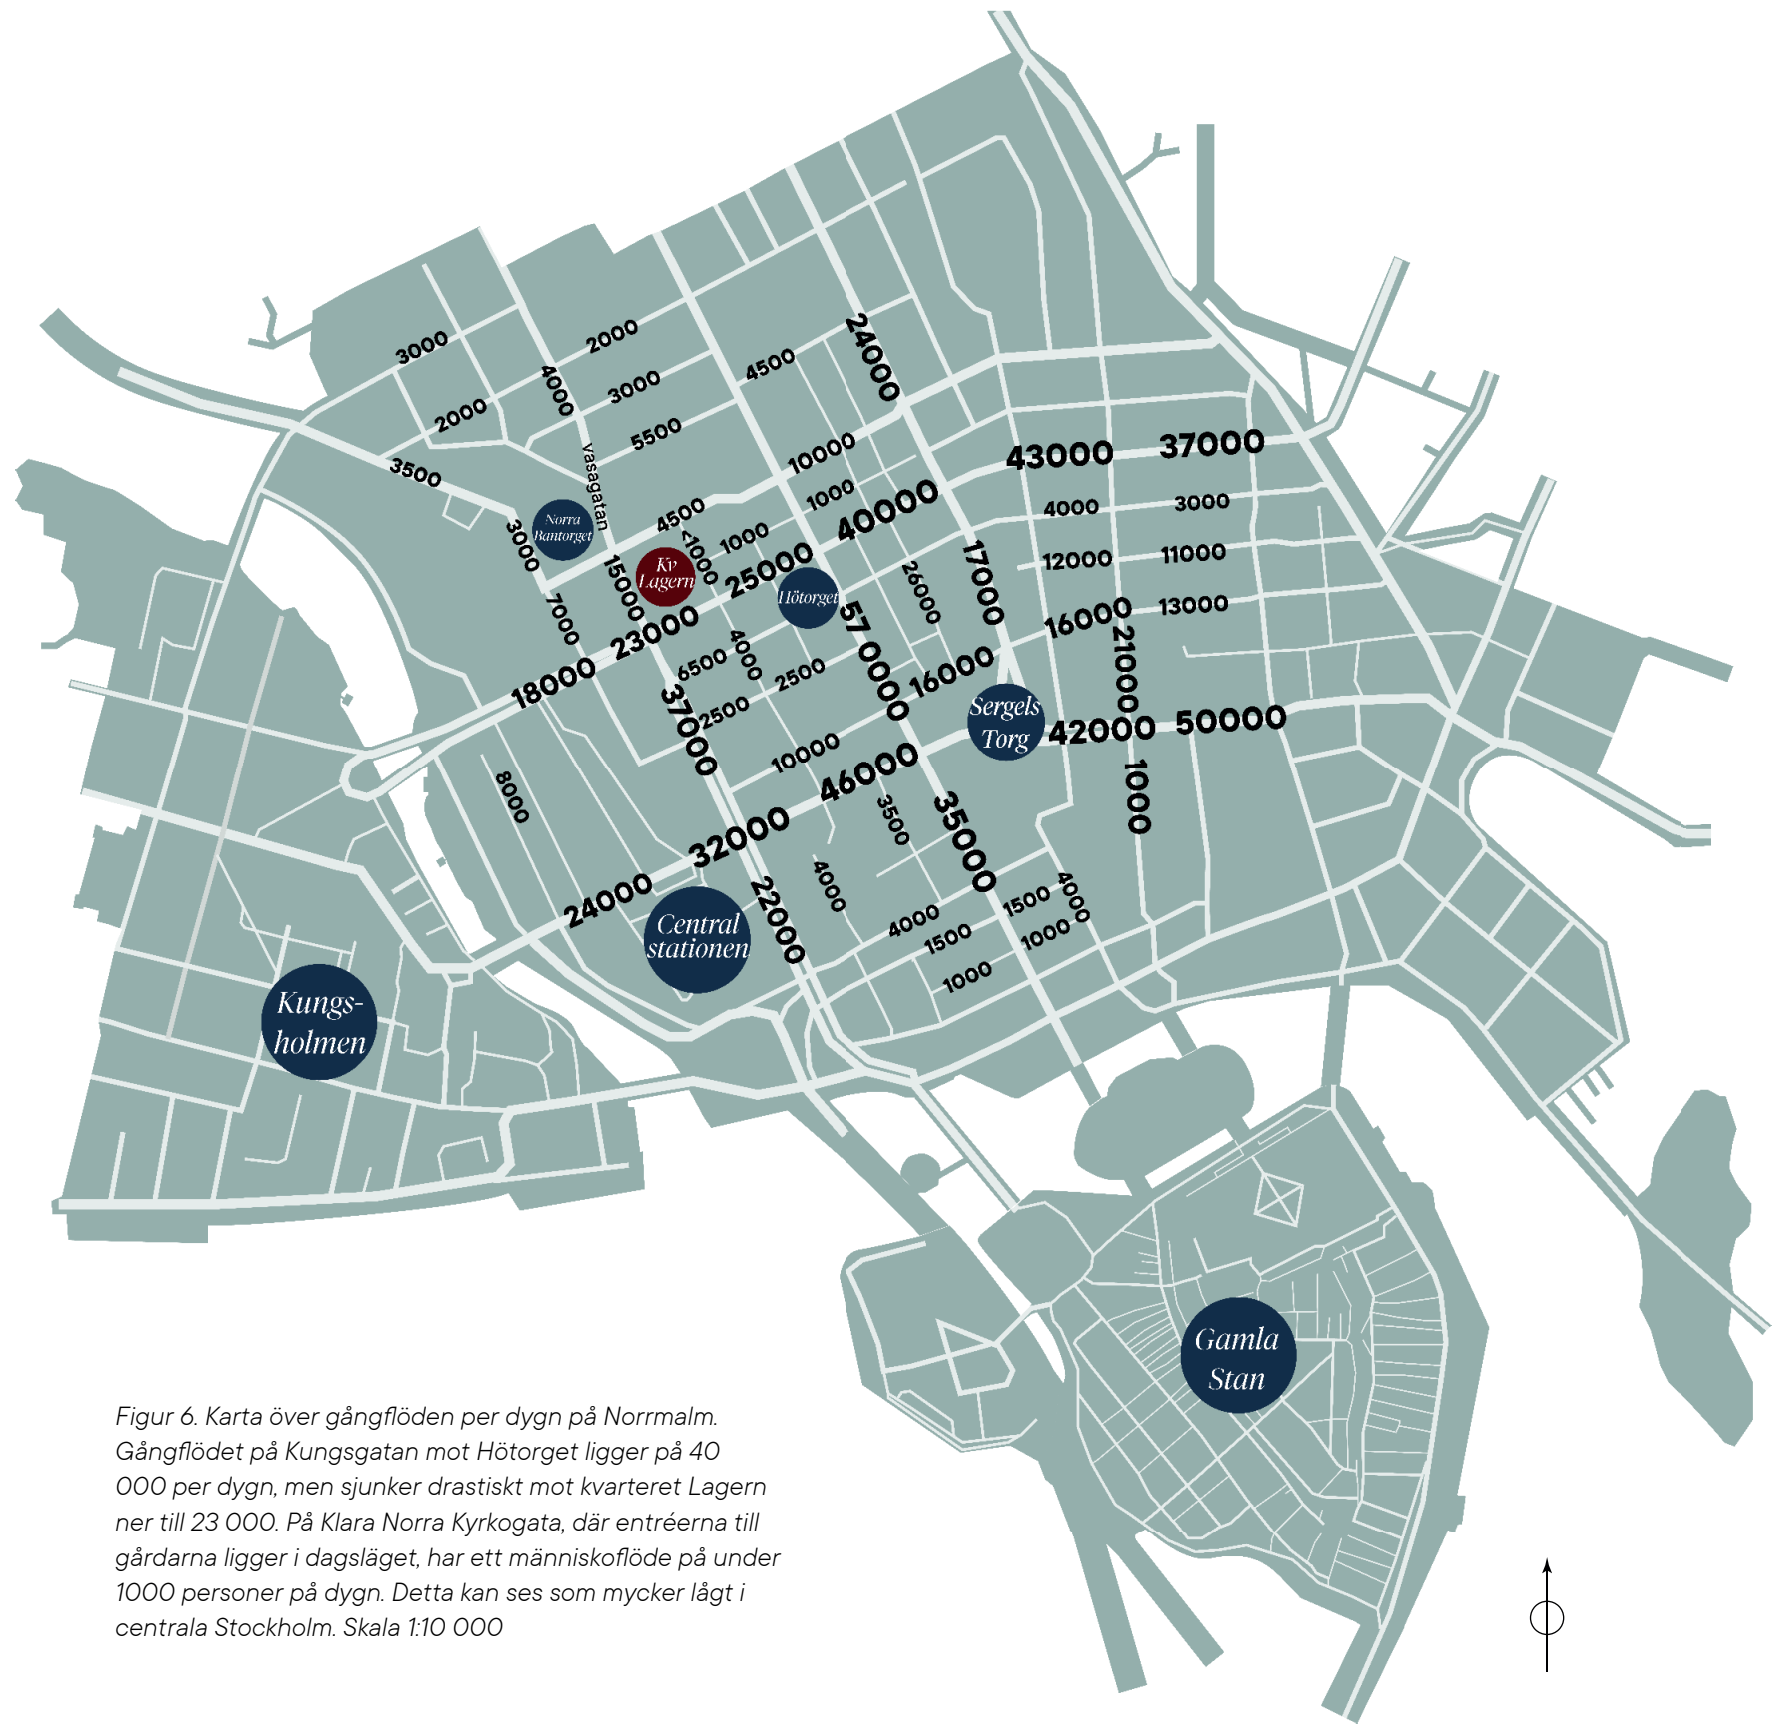 24000
3000
2000
4000
4500
3000
2000
5500
vasagatan
10000
43000
37000
3500
1000
40000
4500
4000
3000
Norra
Bantorget
3000
<1000
1000
25000
12000
11000
17000
Kv
Lagern
15000
26000
Hötorget
7000
23000
16000
13000
57000
4000
6500
21000
18000
2500
16000
37000
2500
Sergels
Torg
42000
50000
10000
46000
8000
1000
32000
3500
35000
24000
4000
22000
4000
1500
4000
Central
stationen
1500
1000
1000
Kungs-
holmen
Gamla
Stan
Figur 6. Karta över gångflöden per dygn på Norrmalm.
Gångflödet på Kungsgatan mot Hötorget ligger på 40
000 per dygn, men sjunker drastiskt mot kvarteret Lagern
ner till 23 000. På Klara Norra Kyrkogata, där entréerna till
gårdarna ligger i dagsläget, har ett människoflöde på under
1000 personer på dygn. Detta kan ses som mycker lågt i
centrala Stockholm. Skala 1:10 000